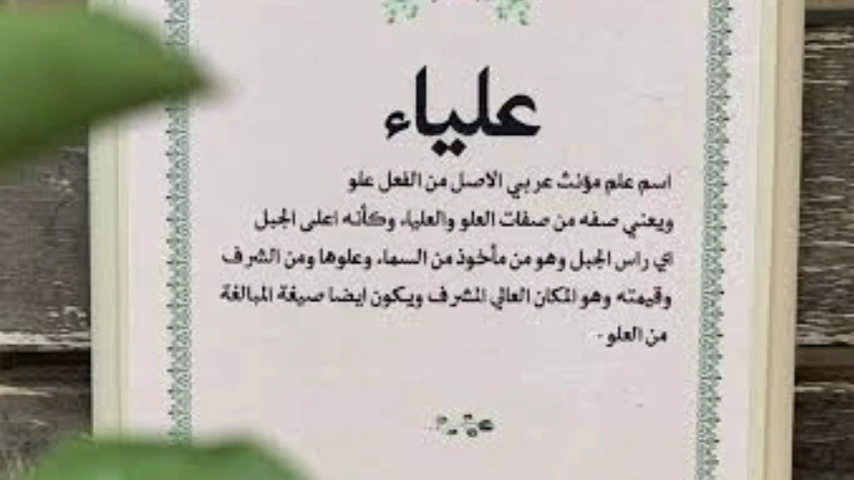 علياء
اسم علم مؤنث عربي الاصل من الفعل علو
ويعني صفه من صفات العلو والعلياء وكأنه اعلى الجبل
اي راس الجبل وهو من مأخوذ من السماء وعلوها ومن الشرف
وقيمته وهو المكان العالي المشرف ويكون ايضا صيغة المبالغة
من العلو .